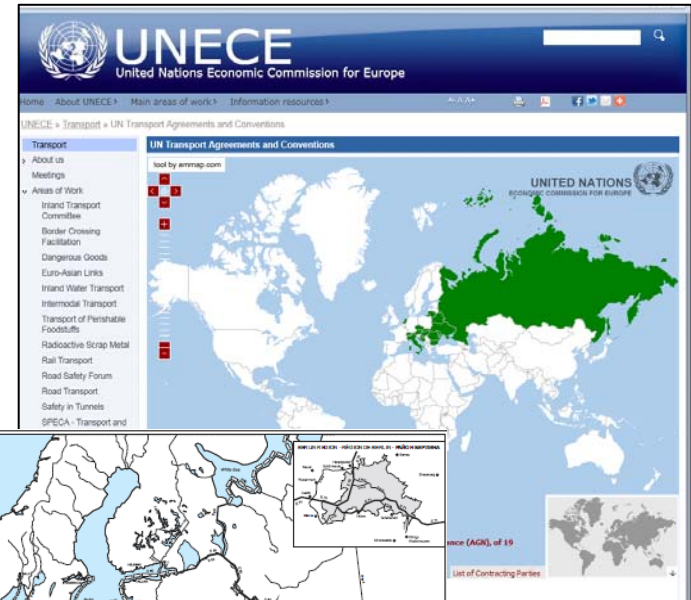 UNECE
United Nations Economic Commission for Europe
Home About UNECE Main areas of work Information resources
UNECE » Transport » UN Transport Agreements and Conventions
Transport
About us
Meetings
Areas of Work
Inland Transport
Committee
Border Crossing
Facilitation
Dangerous Goods
Euro-Asian Links
Inland Water Transport
Intermodal Transport
Transport of Perishable
Foodstuffs
Radioactive Scrap Metal
Rail Transport
Road Safety Forum
Road Transport
Safety in Tunnels
SPECA - Transport and
UN Transport Agreements and Conventions
tool by ammap.com
UNITED NATIONS
ECONOMIC COMMISSION FOR EUROPE
ance (AGN), of 19
List of Contracting Parties